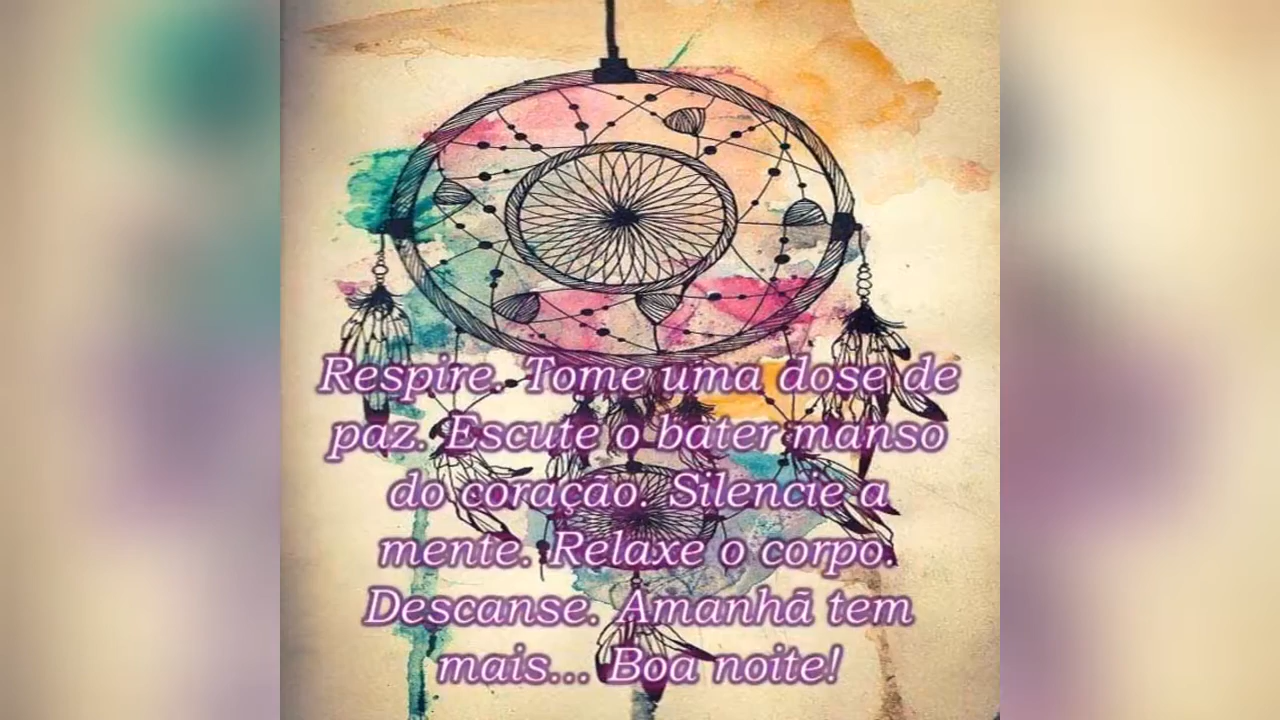 Respire. Tome uma dose de
paz. Escute o bater manso
do coração. Silencie a
mente. Relaxe o corpo.
Descanse. Amanhã tem
mais... Boa noite!